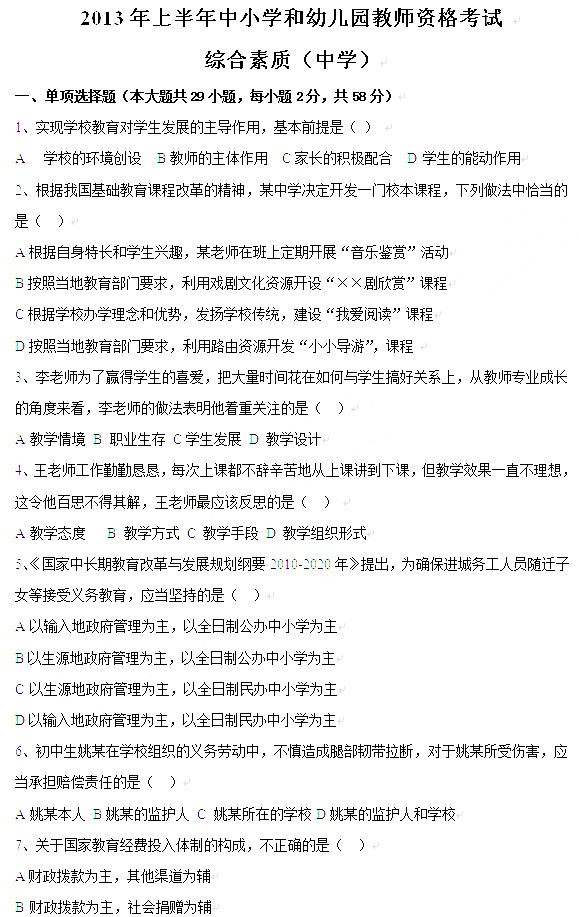 2013年上半年中小学和幼儿园教师资格考试
综合素质（中学）
一、单项选择题（本大题共29小题，每小题2分，共58分）
1、实现学校教育对学生发展的主导作用，基本前提是（ ）
A 学校的环境创设 B教师的主体作用 C家长的积极配合 D 学生的能动作用
2、根据我国基础教育课程改革的精神，某中学决定开发一门校本课程，下列做法中恰当的
是（ ）
A根据自身特长和学生兴趣，某老师在班上定期开展“音乐鉴赏”活动
B按照当地教育部门要求，利用戏剧文化资源开设“××剧欣赏”课程
C根据学校办学理念和优势，发扬学校传统，建设“我爱阅读”课程
D按照当地教育部门要求，利用路由资源开发“小小导游”，课程
3、李老师为了赢得学生的喜爱，把大量时间花在如何与学生搞好关系上，从教师专业成长
的角度来看，李老师的做法表明他着重关注的是（ ）
A 教学情境 B 职业生存 C学生发展 D 教学设计
4、王老师工作勤勤恳恳，每次上课都不辞辛苦地从上课讲到下课，但教学效果一直不理想，
这令他百思不得其解，王老师最应该反思的是（ ）
A 教学态度 B 教学方式 C 教学手段 D 教学组织形式
5、《国家中长期教育改革与发展规划纲要2010-2020年》提出，为确保进城务工人员随迁子
女等接受义务教育，应当坚持的是（ ）
A以输入地政府管理为主，以全日制公办中小学为主
B以生源地政府管理为主，以全日制公办中小学为主
C以生源地政府管理为主，以全日制民办中小学为主
D以输入地政府管理为主，以全日制民办中小学为主
6、初中生姚某在学校组织的义务劳动中，不慎造成腿部韧带拉断，对于姚某所受伤害，应
当承担赔偿责任的是（ ）
A 姚某本人 B姚某的监护人 C 姚某所在的学校 D姚某的监护人和学校
7、关于国家教育经费投入体制的构成，不正确的是（ ）
A财政拨款为主，其他渠道为辅
B 财政拨款为主，社会捐赠为辅